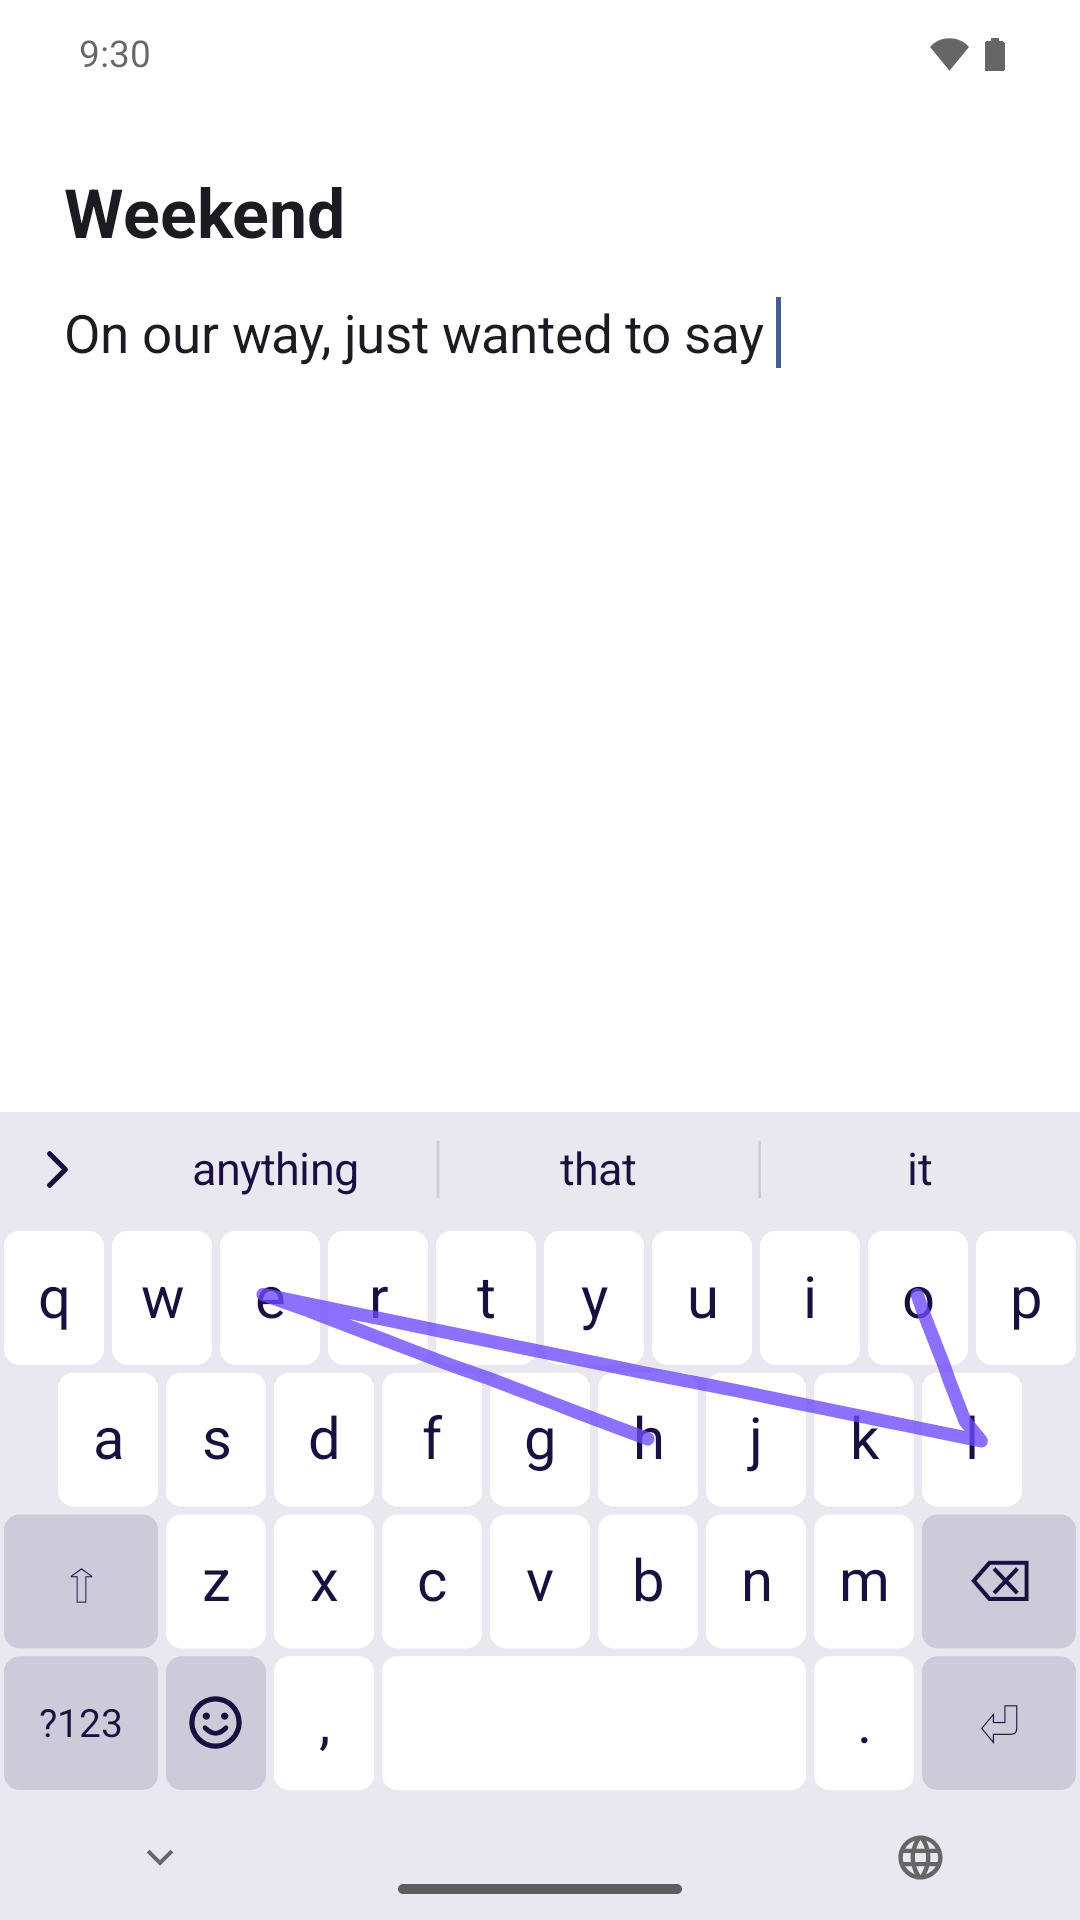 9:30
Weekend
On our way, just wanted to say
anything that it
q w e r t y u i o p
a s d f g h j k l
z x c v b n m
?123 , .